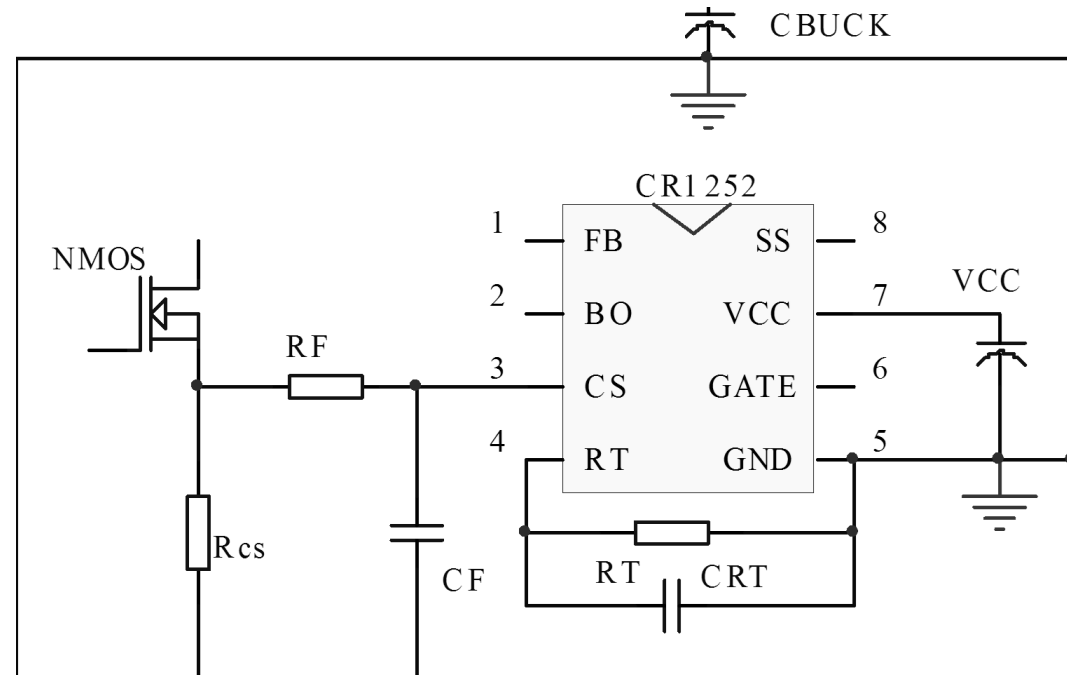 CBUCK
CR1252
1 FB SS 8
NMOS
2 BO VCC 7 VCC
RF
3 CS GATE 6
4 RT GND 5
Rcs
CF
RT CRT